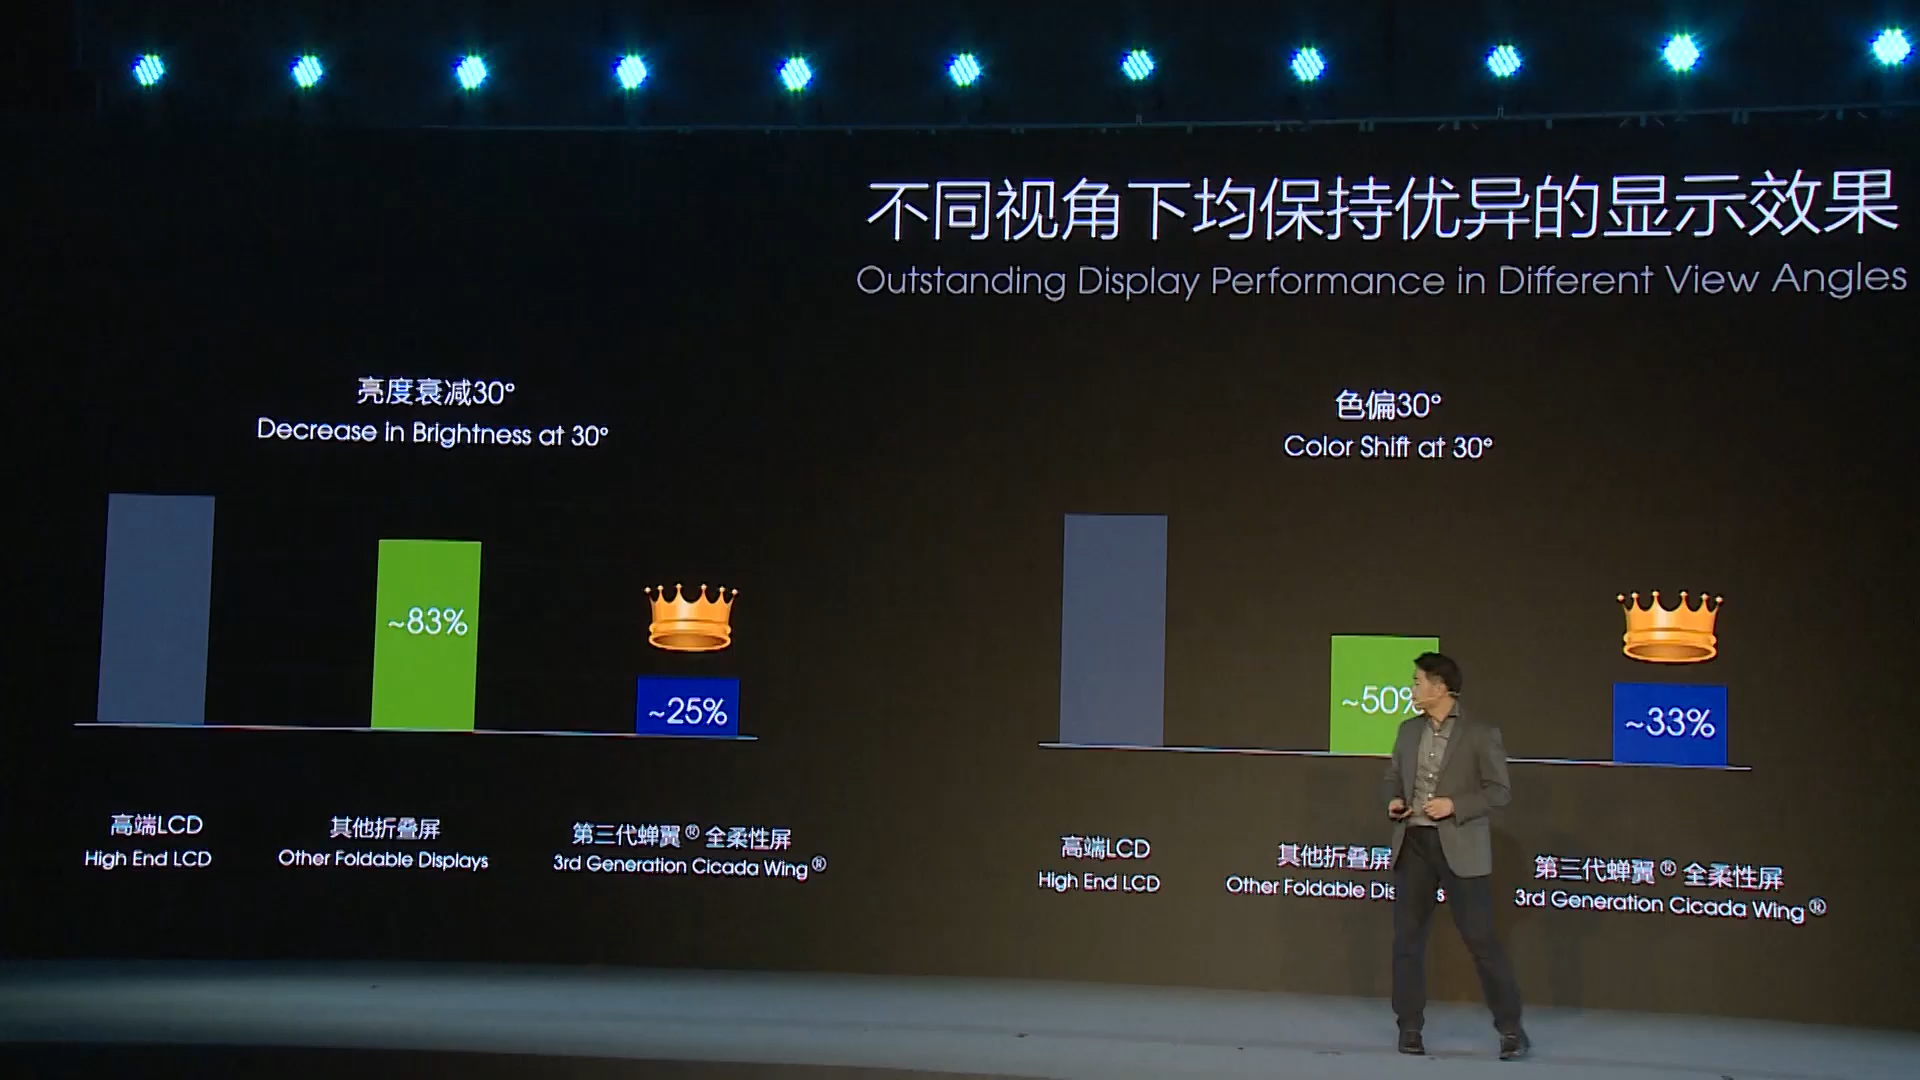 不同视角下均保持优异的显示效果
Outstanding Display Performance in Different View Angles
亮度衰减30°
Decrease in Brightness at 30°
~83%
~25%
高端LCD
High End LCD
其他折叠屏
Other Foldable Displays
第三代蝉翼® 全柔性屏
3rd Generation Cicada Wing®
色偏30°
Color Shift at 30°
~50%
~33%
高端LCD
High End LCD
其他折叠屏
Other Foldable Displays
第三代蝉翼® 全柔性屏
3rd Generation Cicada Wing®